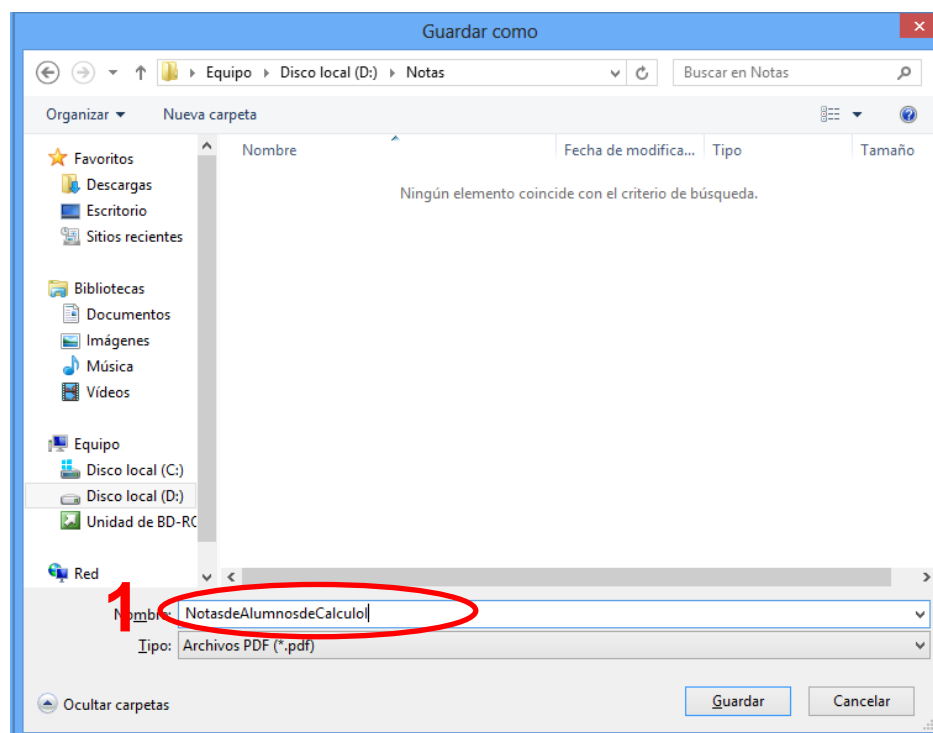 Guardar como
Equipo Disco local (D:) Notas Buscar en Notas
Organizar Nueva carpeta
Nombre Fecha de modifica... Tipo Tamaño
Ningún elemento coincide con el criterio de búsqueda.
Favoritos
Descargas
Escritorio
Sitios recientes
Bibliotecas
Documentos
Imágenes
Música
Vídeos
Equipo
Disco local (C:)
Disco local (D:)
Unidad de BD-RO
Red
1
Nombre: NotasdeAlumnosdeCalculoI
Tipo: Archivos PDF (*.pdf)
Ocultar carpetas Guardar Cancelar